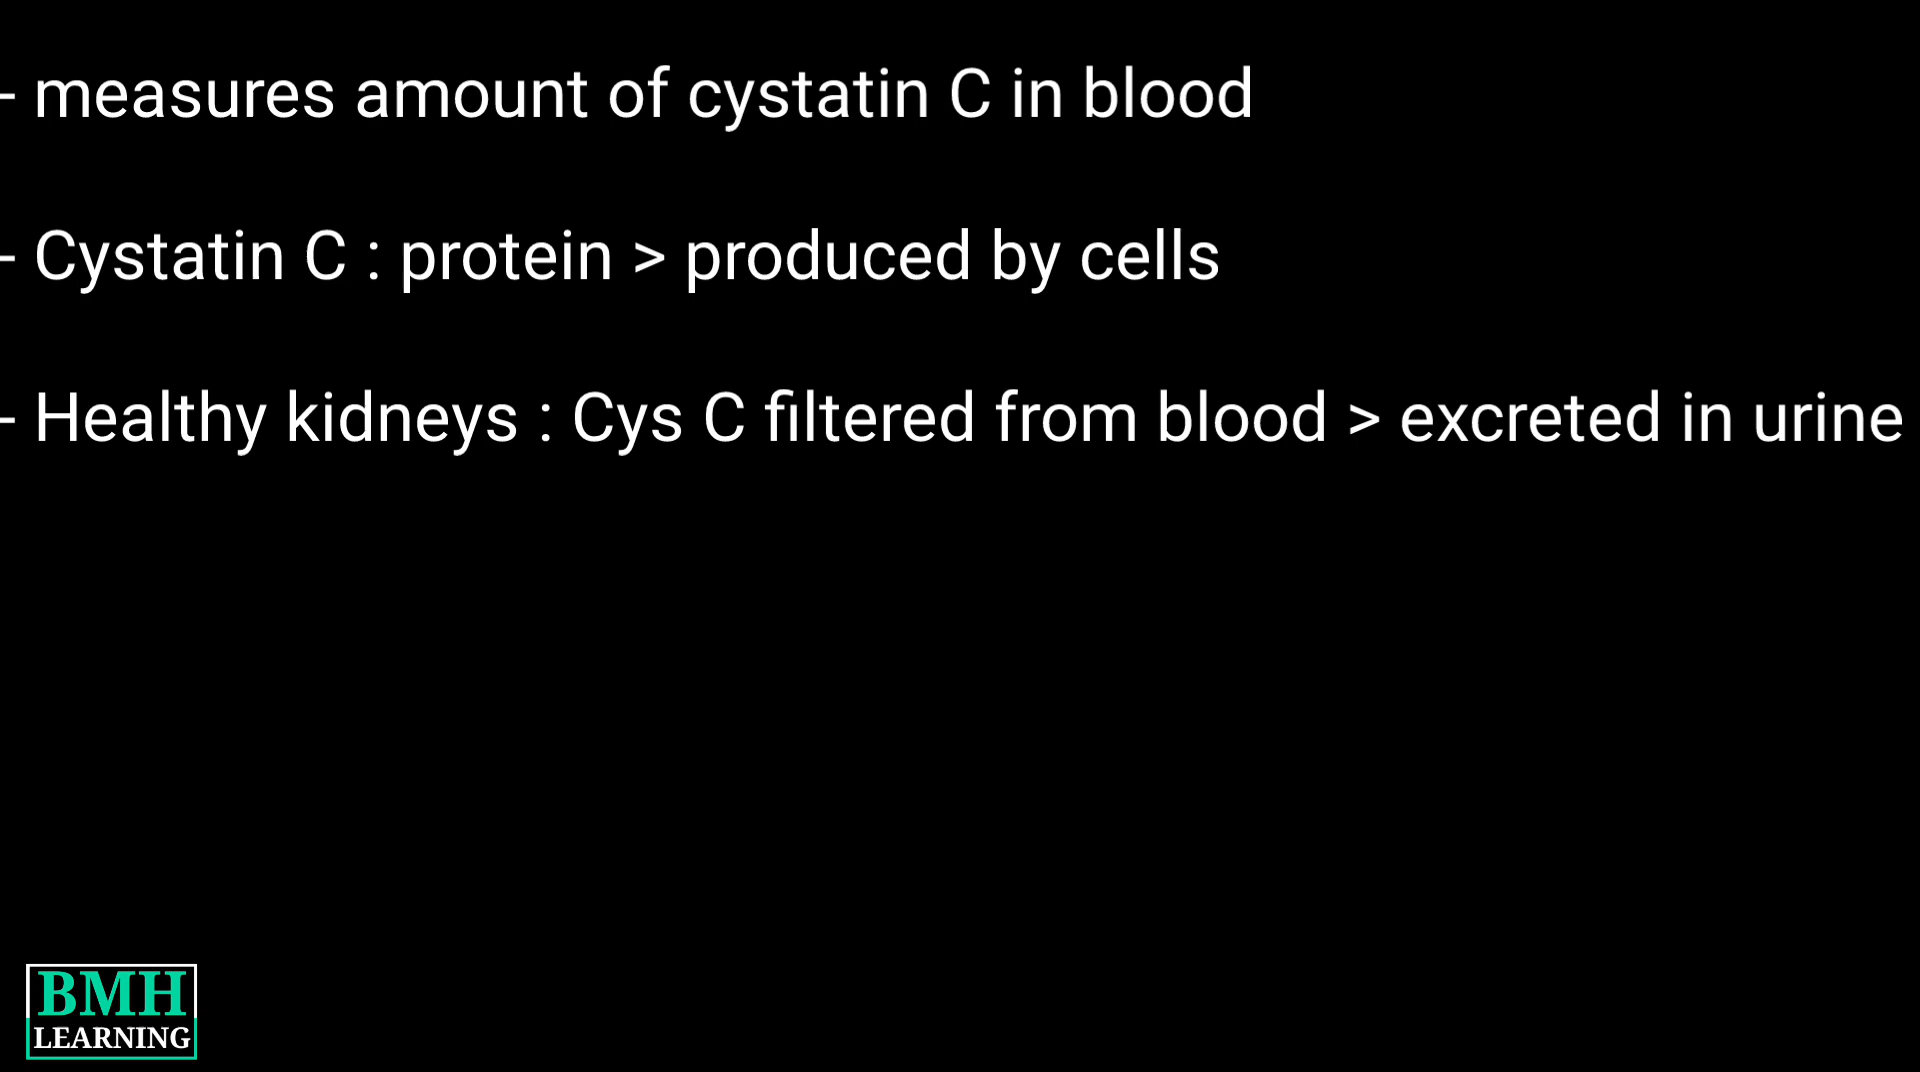 - measures amount of cystatin C in blood
- Cystatin C : protein > produced by cells
- Healthy kidneys : Cys C filtered from blood > excreted in urine
BMH
LEARNING